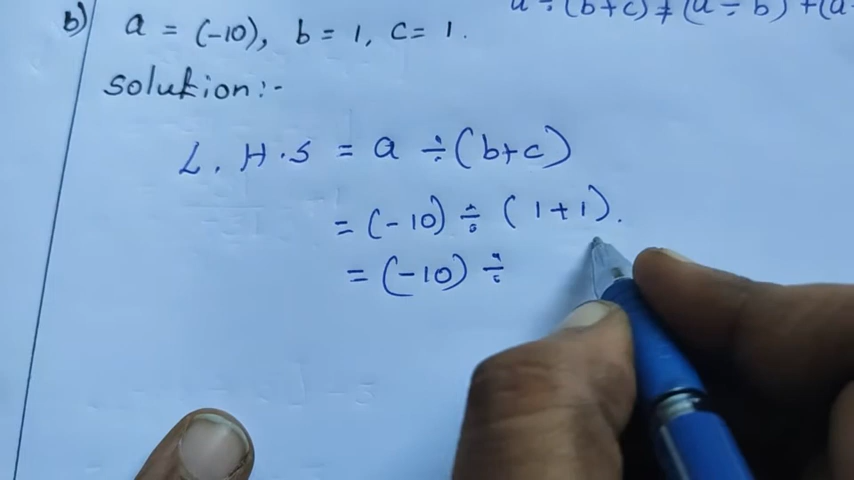 a ÷ (b+c) ≠ (a ÷ b) + (a
b) a = (-10), b = 1, c = 1.
Solution:-
L.H.S = a ÷ (b+c)
= (-10) ÷ (1+1).
= (-10) ÷